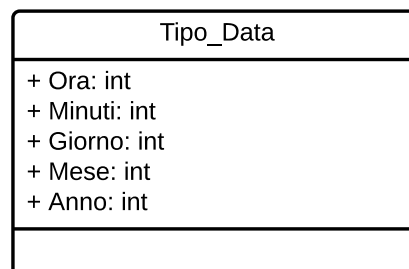 Tipo_Data
+ Ora: int
+ Minuti: int
+ Giorno: int
+ Mese: int
+ Anno: int